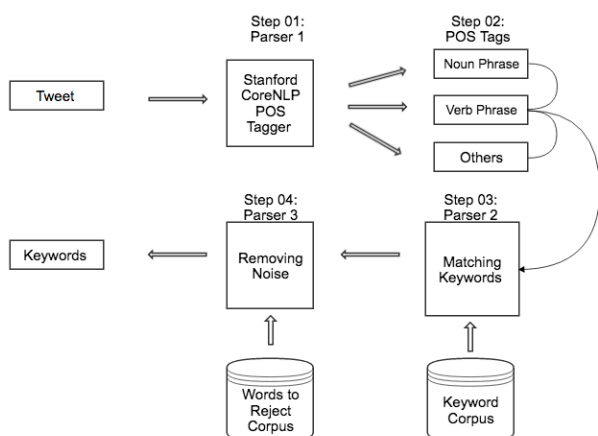 Step 01:
Parser 1
Step 02:
POS Tags
Tweet
Stanford
CoreNLP
POS
Tagger
Noun Phrase
Verb Phrase
Others
Step 04:
Parser 3
Step 03:
Parser 2
Keywords
Removing
Noise
Matching
Keywords
Words to
Reject
Corpus
Keyword
Corpus